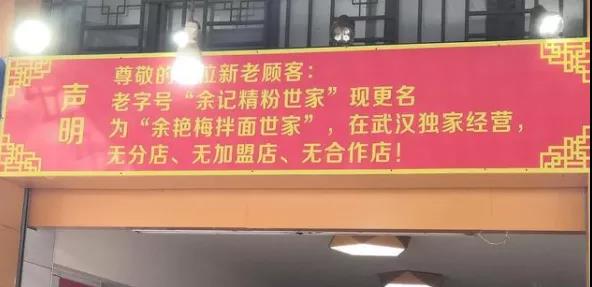 声明
尊敬的 新老顾客：
老字号“余记精粉世家”现更名
为“余艳梅拌面世家”，在武汉独家经营，
无分店、无加盟店、无合作店！